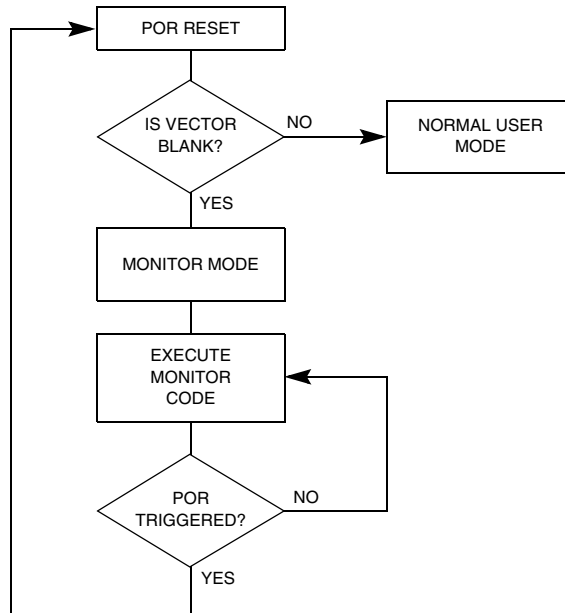 POR RESET
IS VECTOR
BLANK?
NO
NORMAL USER
MODE
YES
MONITOR MODE
EXECUTE
MONITOR
CODE
POR
TRIGGERED?
NO
YES